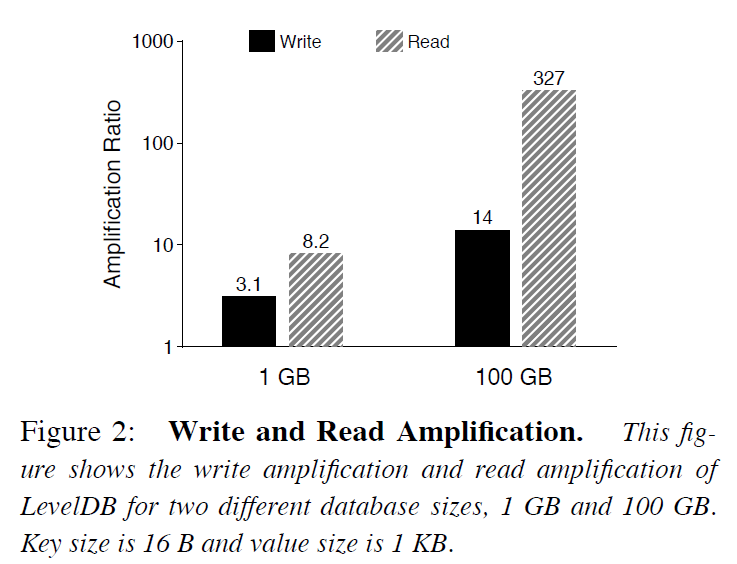 1000
Write
Read
327
Amplification Ratio
100
14
10
8.2
3.1
1
1 GB
100 GB
Figure 2: Write and Read Amplification. This fig-
ure shows the write amplification and read amplification of
LevelDB for two different database sizes, 1 GB and 100 GB.
Key size is 16 B and value size is 1 KB.